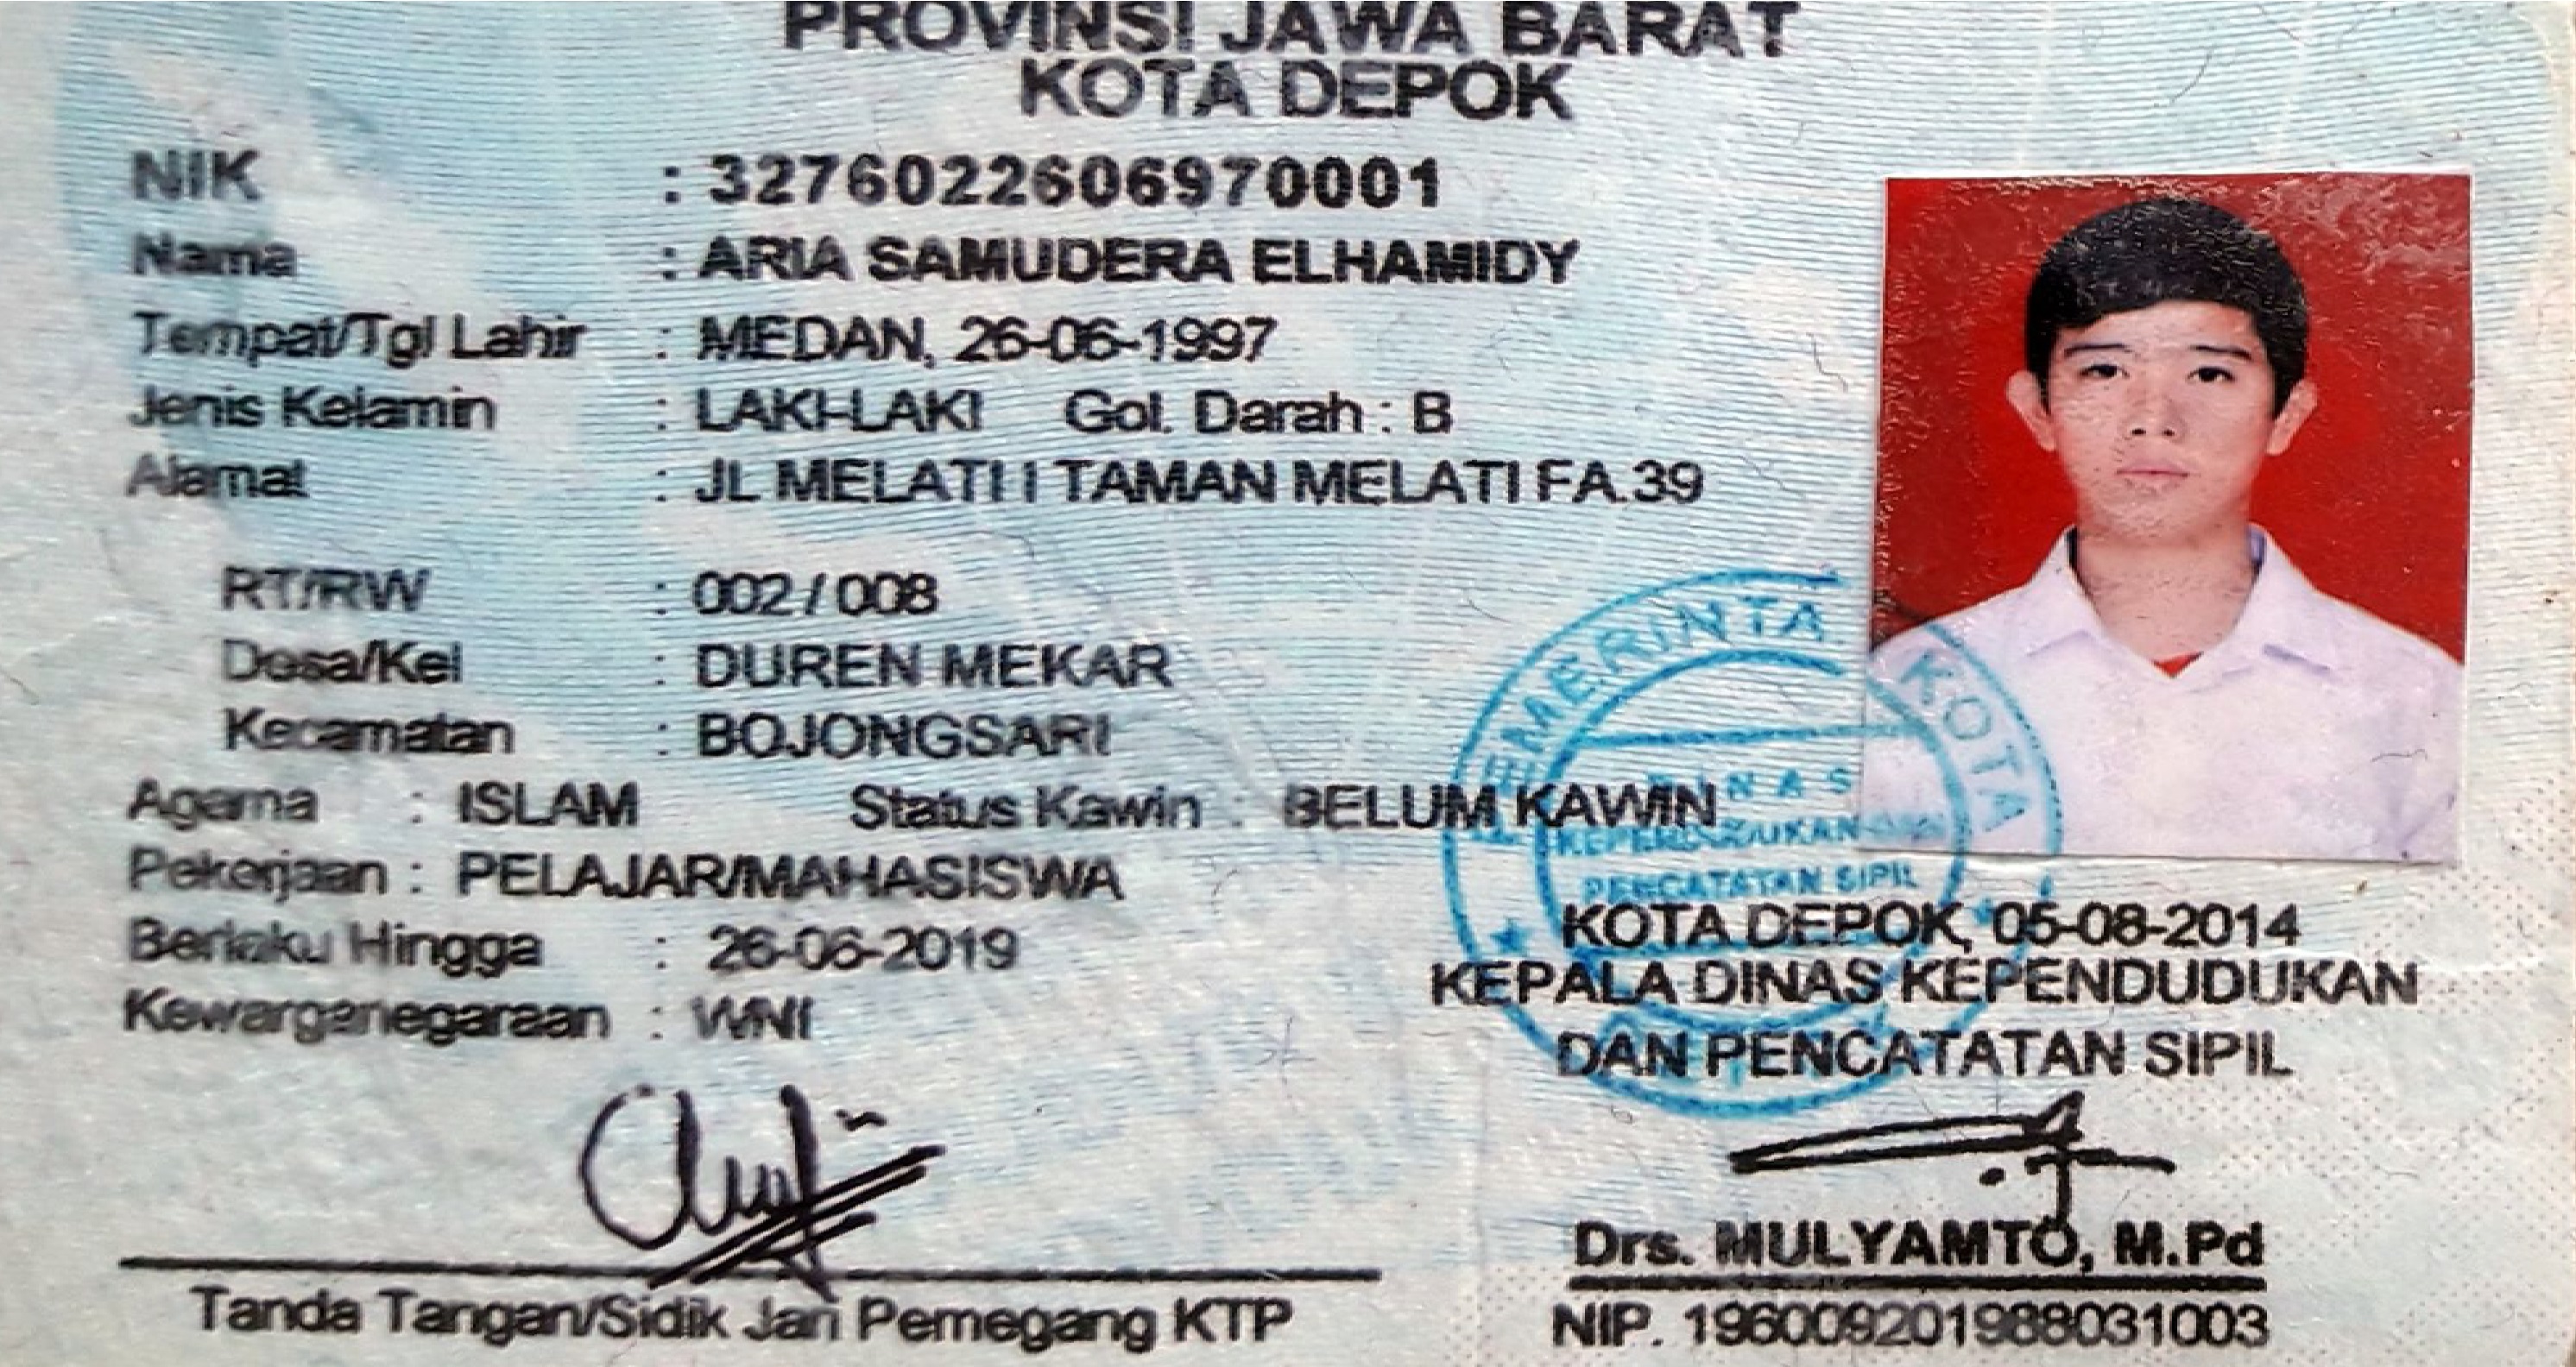 PROVINSI JAWA BARAT
KOTA DEPOK
NIK : 3276022606970001
Nama : ARIA SAMUDERA ELHAMIDY
Tempat/Tgl Lahir : MEDAN, 26-06-1997
Jenis Kelamin : LAKI-LAKI Gol. Darah : B
Alamat : JL MELATI I TAMAN MELATI FA.39
RT/RW : 002 / 008
Desa/Kel : DUREN MEKAR
Kecamatan : BOJONGSARI
Agama : ISLAM Status Kawin : BELUM KAWIN
Pekerjaan : PELAJAR/MAHASISWA
Berlaku Hingga : 26-06-2019
Kewarganegaraan : WNI
Tanda Tangan/Sidik Jari Pemegang KTP
PEMERINTA KOTA
DINAS
KEPENDUDUKAN DAN
PENCATATAN SIPIL
KOTA DEPOK, 05-08-2014
KEPALA DINAS KEPENDUDUKAN
DAN PENCATATAN SIPIL
Drs. MULYAMTO, M.Pd
NIP. 196009201988031003